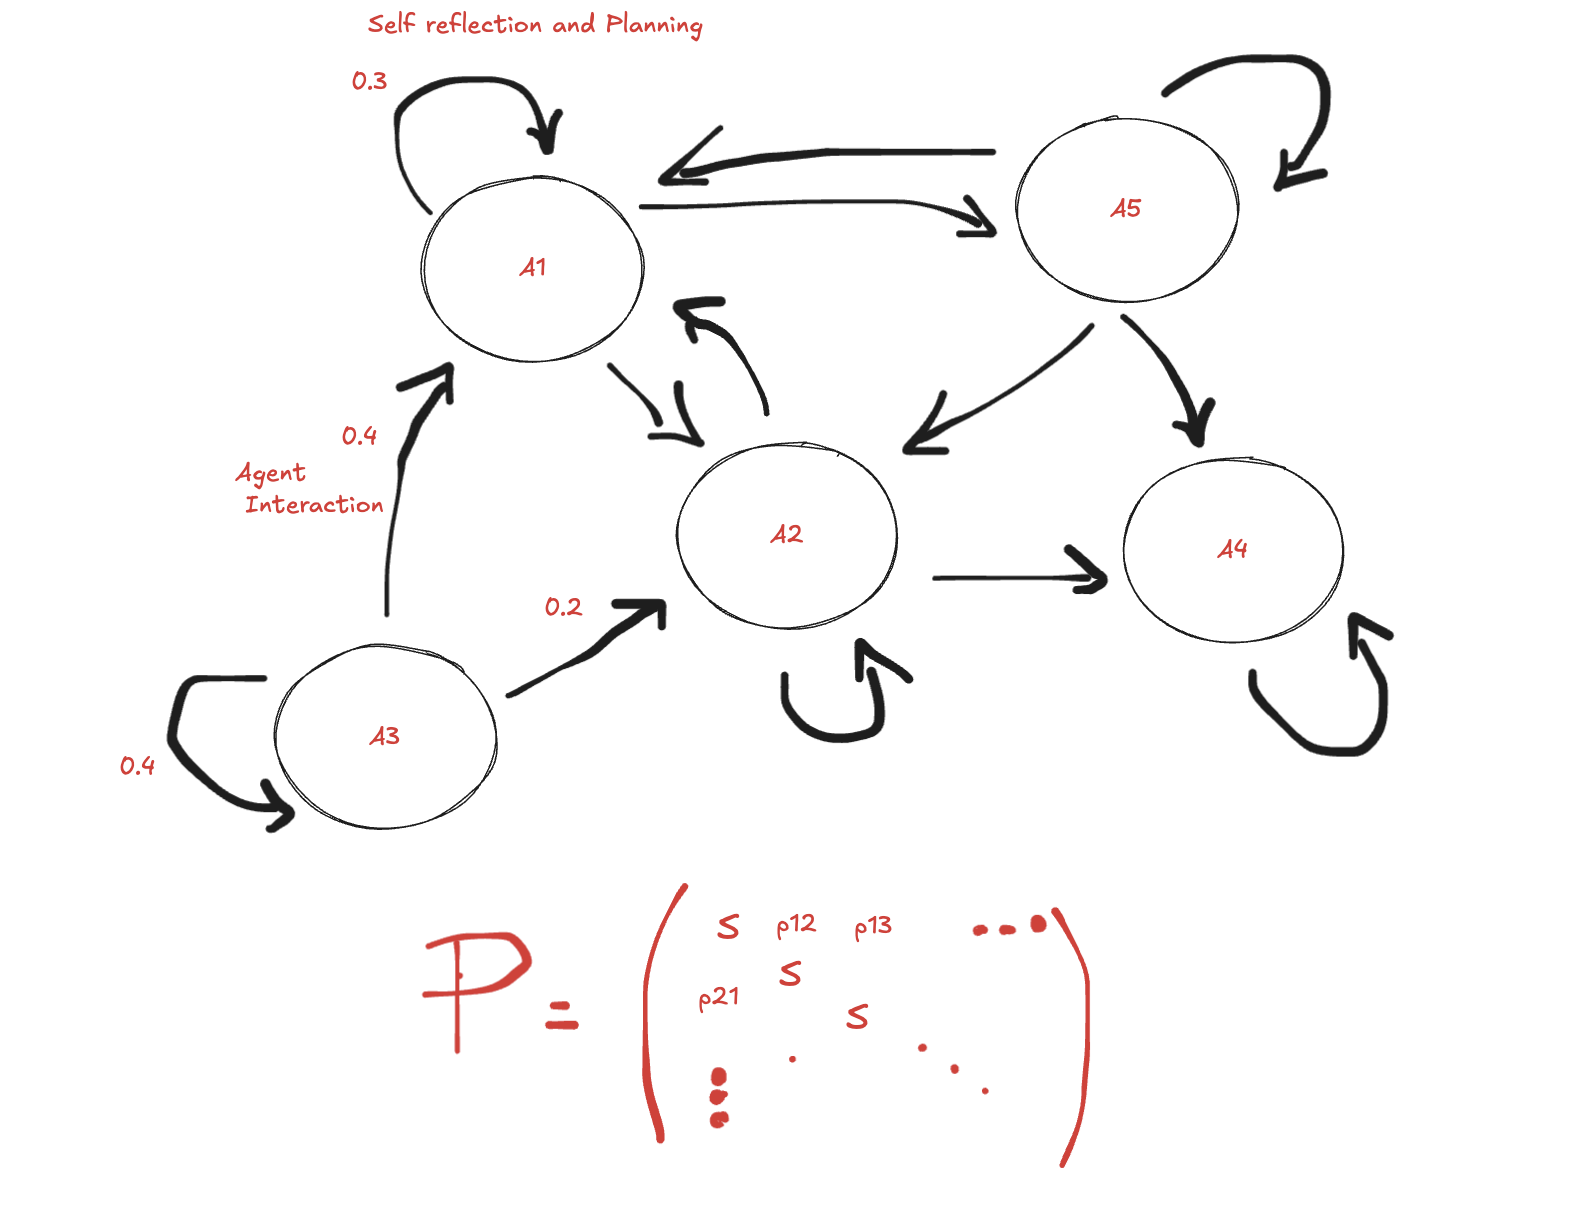 Self reflection and Planning
0.3
A5
A1
0.4
Agent
Interaction
A2
A4
0.2
A3
0.4
P = ( S p12 p13 ...
S
p21
S
)